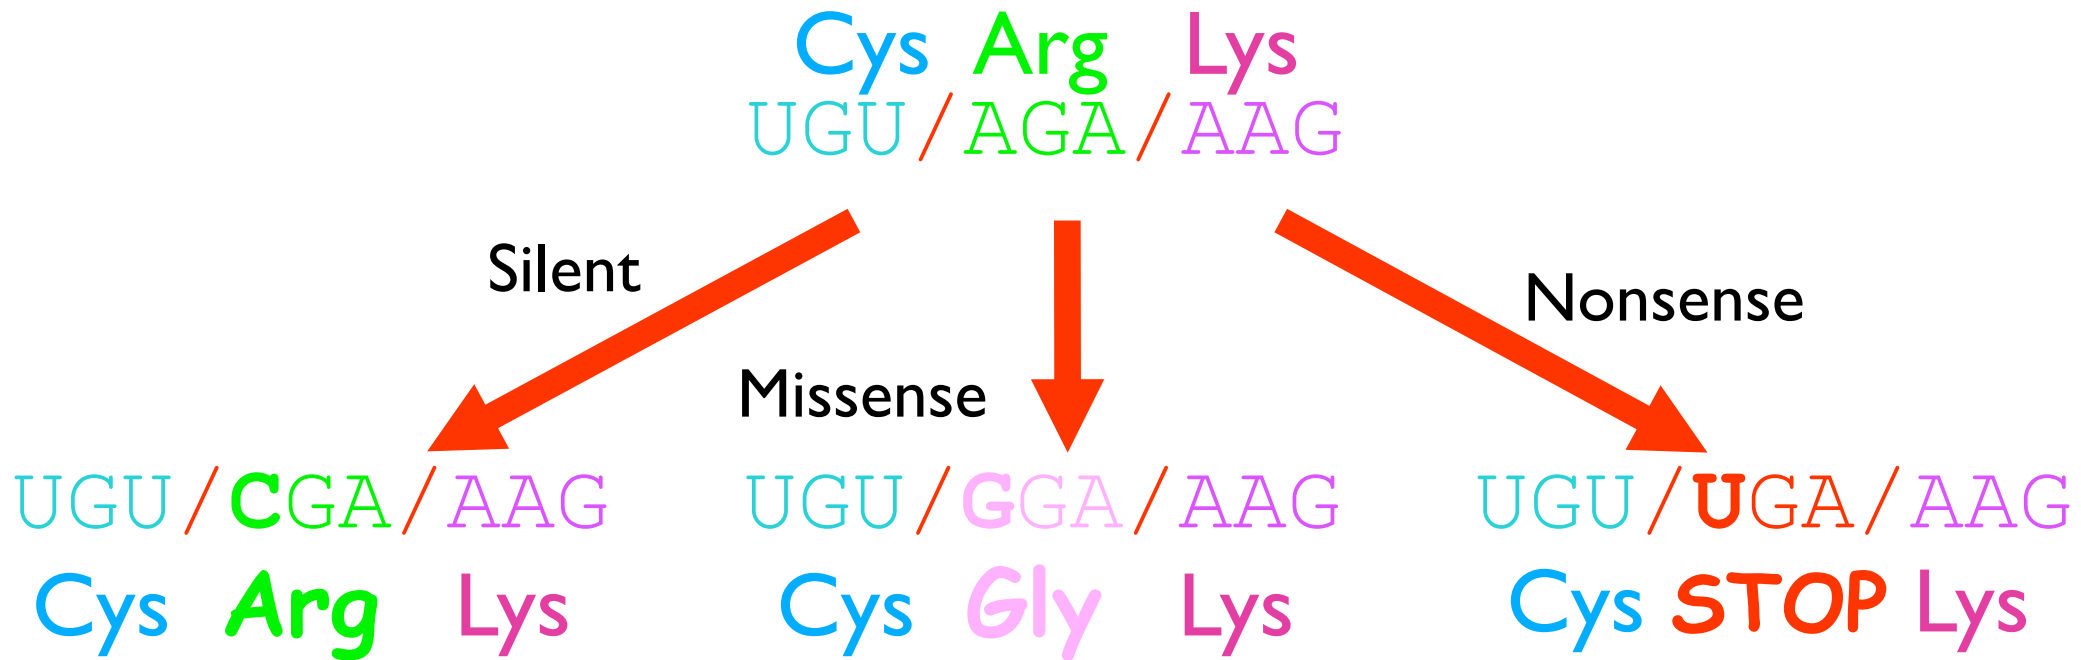 Cys Arg Lys
UGU/AGA/AAG
Silent
Nonsense
Missense
UGU/CGA/AAG
UGU/GGA/AAG
UGU/UGA/AAG
Cys Arg Lys
Cys Gly Lys
Cys STOP Lys